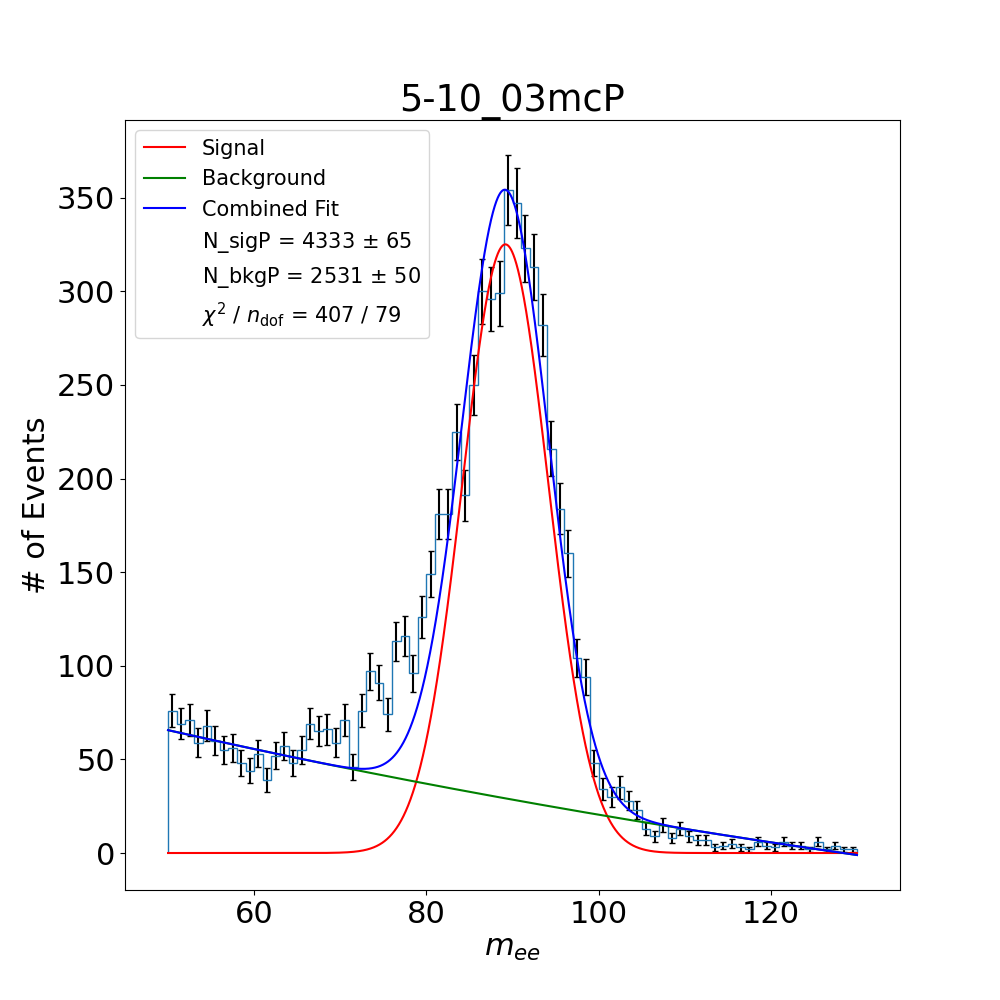 5-10_03mcP
Signal
Background
Combined Fit
N_sigP = 4333 ± 65
N_bkgP = 2531 ± 50
χ² / n_dof = 407 / 79
# of Events
350
300
250
200
150
100
50
0
60 80 100 120
m_ee